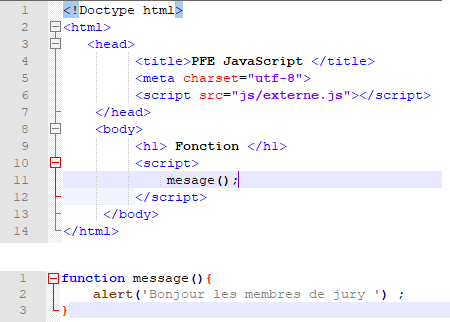 1 <!Doctype html>
2 <html>
3 <head>
4 <title>PFE JavaScript </title>
5 <meta charset="utf-8">
6 <script src="js/externe.js"></script>
7 </head>
8 <body>
9 <h1> Fonction </h1>
10 <script>
11 mesage();
12 </script>
13 </body>
14 </html>
1 function message(){
2 alert('Bonjour les membres de jury ') ;
3 }